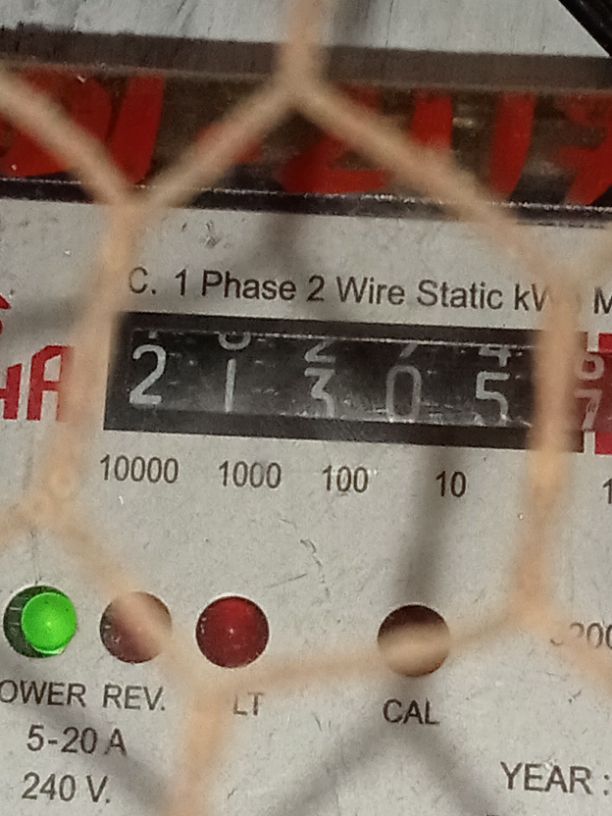 C. 1 Phase 2 Wire Static
2 1 3 0 5
10000 1000 100 10
REV. LT CAL
5-20 A
240 V.
YEAR :